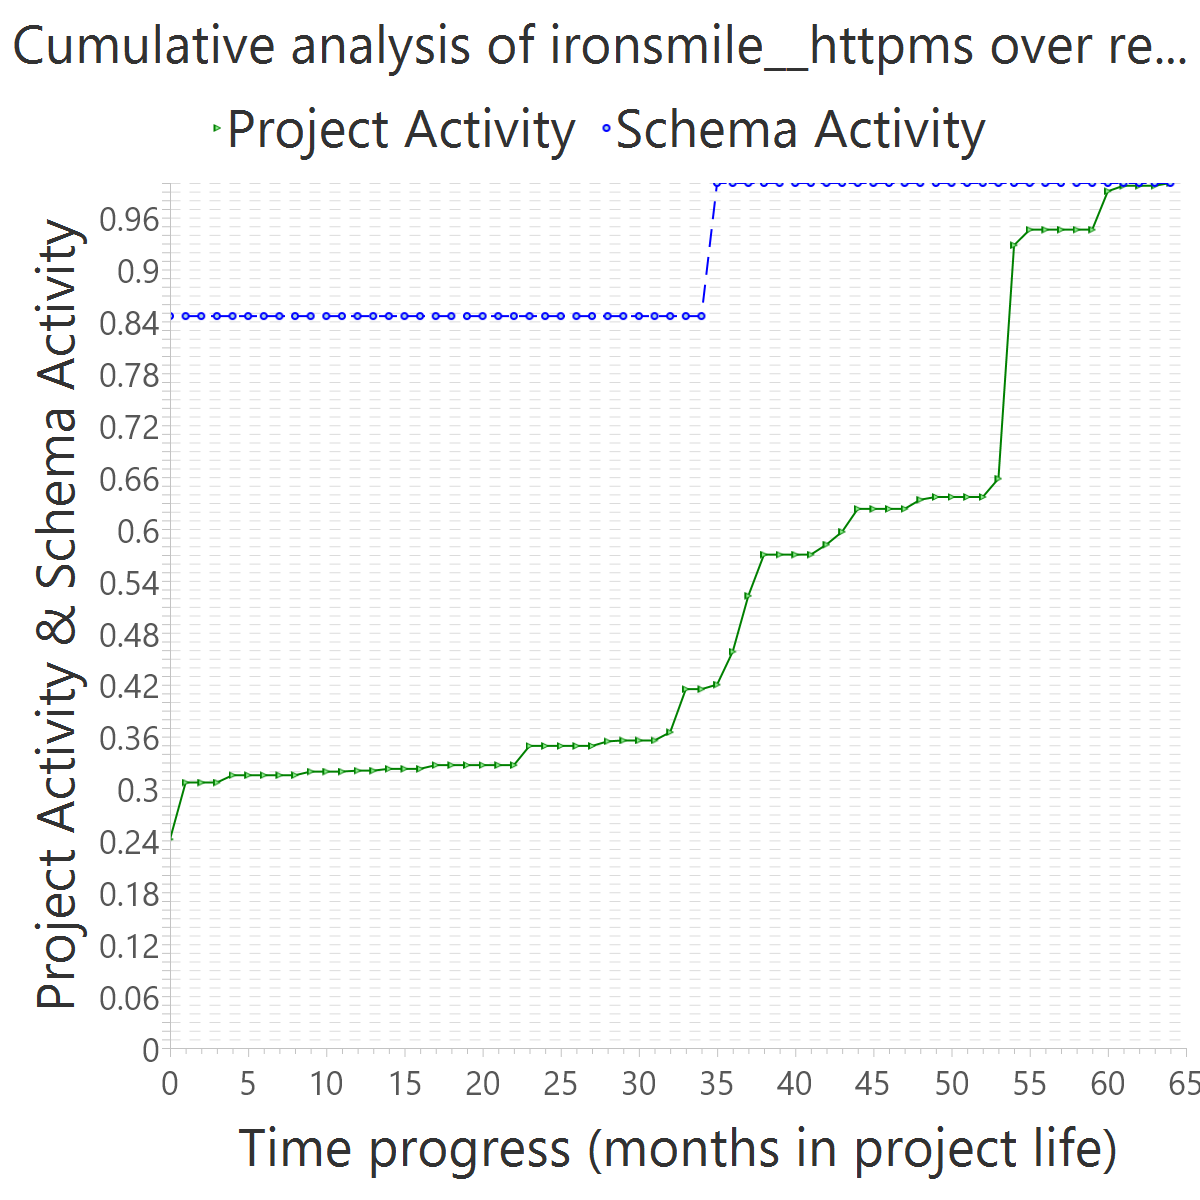 Cumulative analysis of ironsmile__httpms over re...
Project Activity
Schema Activity
Project Activity & Schema Activity
0.96
0.9
0.84
0.78
0.72
0.66
0.6
0.54
0.48
0.42
0.36
0.3
0.24
0.18
0.12
0.06
0
0 5 10 15 20 25 30 35 40 45 50 55 60 65
Time progress (months in project life)